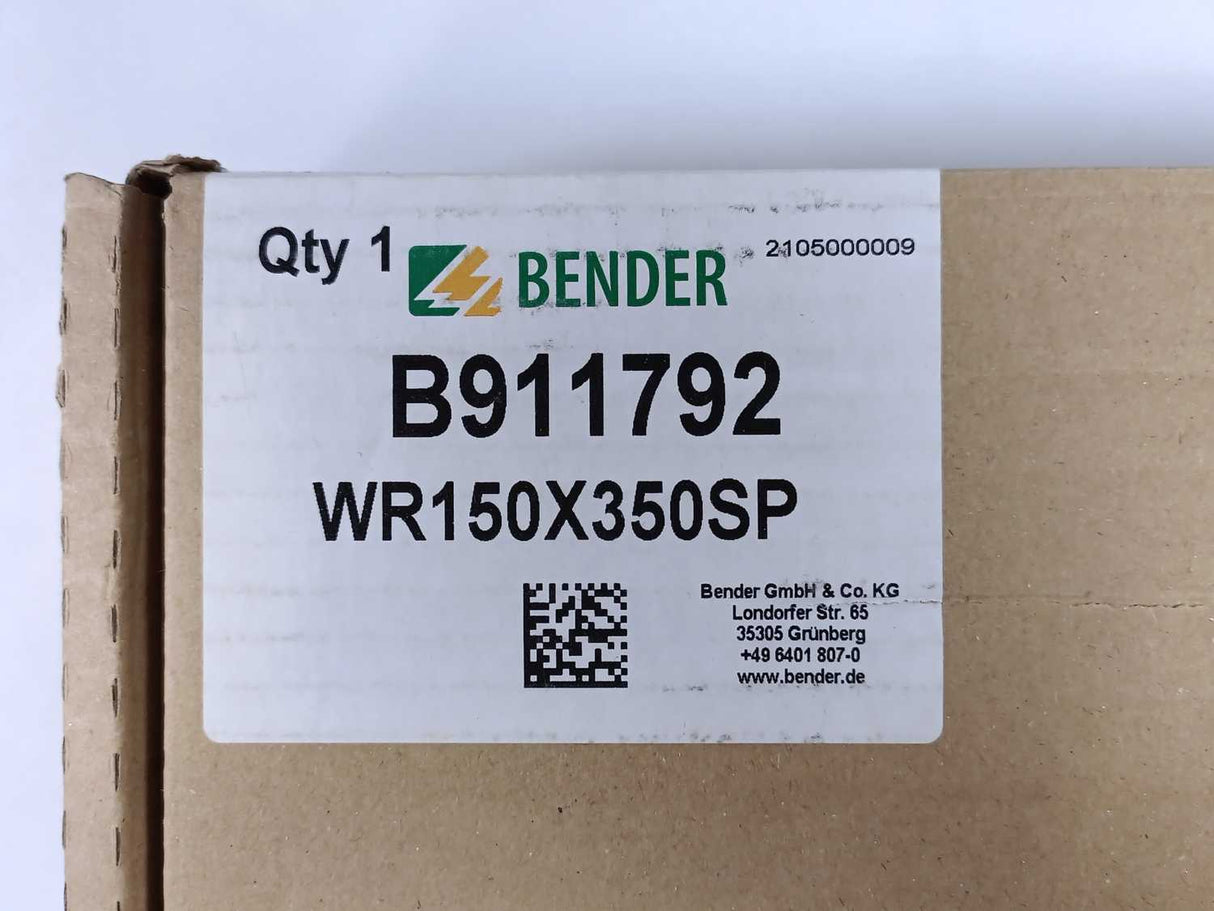 Qty 1
BENDER
2105000009
B911792
WR150X350SP
Bender GmbH & Co. KG
Londorfer Str. 65
35305 Grünberg
+49 6401 807-0
www.bender.de